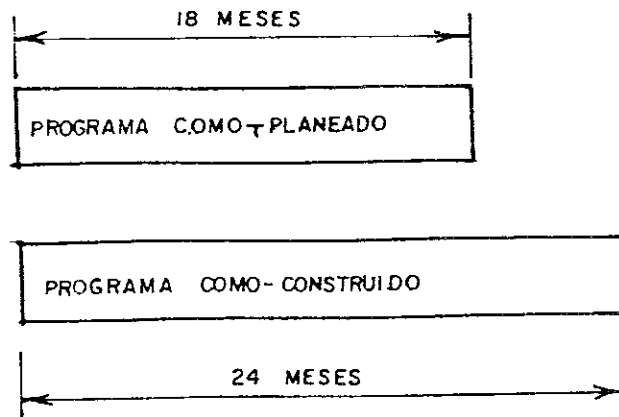 18 MESES
PROGRAMA COMO-PLANEADO
PROGRAMA COMO-CONSTRUIDO
24 MESES